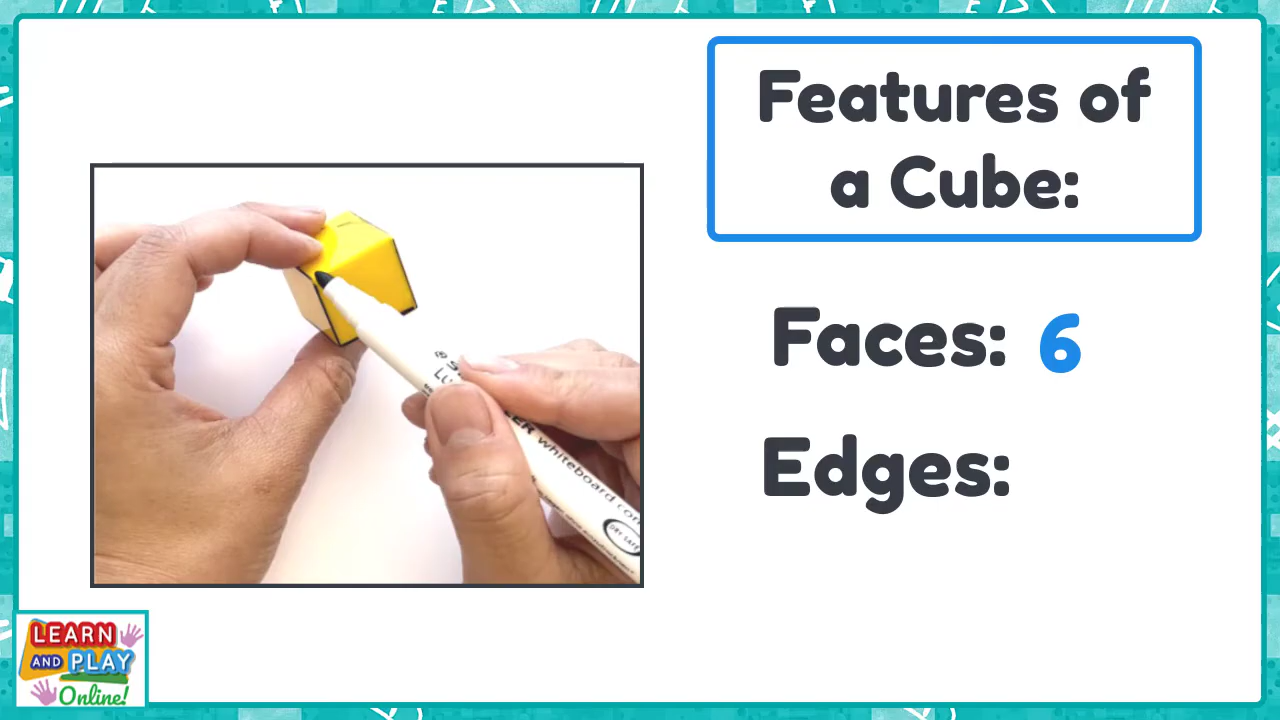 Features of
a Cube:
Faces: 6
Edges:
whiteboard
LEARN
AND PLAY
Online!